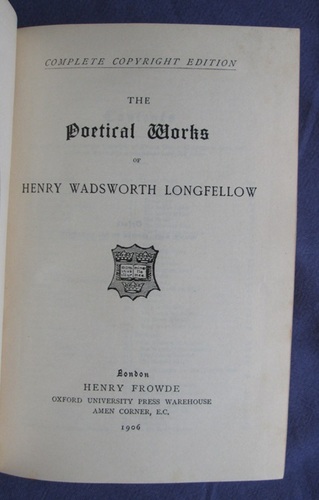 COMPLETE COPYRIGHT EDITION
THE
Poetical Works
OF
HENRY WADSWORTH LONGFELLOW
London
HENRY FROWDE
OXFORD UNIVERSITY PRESS WAREHOUSE
AMEN CORNER, E.C.
1906